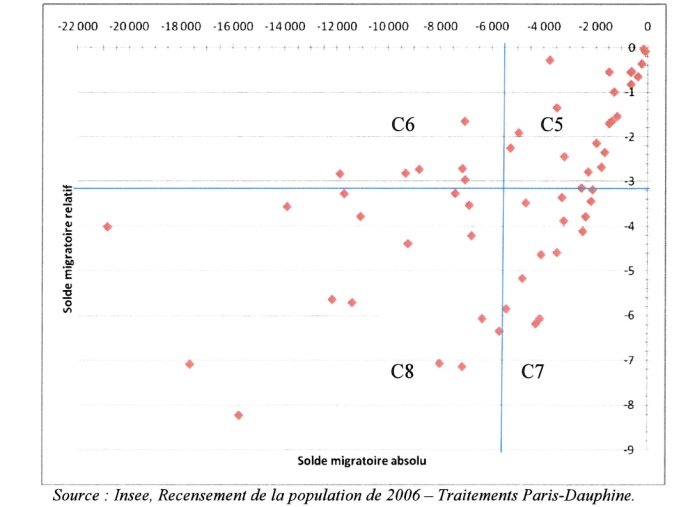 -22 000 -20 000 -18 000 -16 000 -14 000 -12 000 -10 000 -8 000 -6 000 -4 000 -2 000 0
0
-1
C6 C5
-2
-3
Solde migratoire relatif
-4
-5
-6
-7
C8 C7
-8
-9
Solde migratoire absolu
Source : Insee, Recensement de la population de 2006 – Traitements Paris-Dauphine.